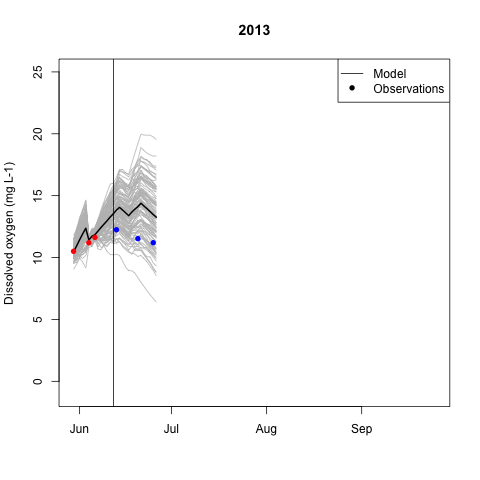 2013
Model
Observations
Dissolved oxygen (mg L-1)
25
20
15
10
5
0
Jun
Jul
Aug
Sep